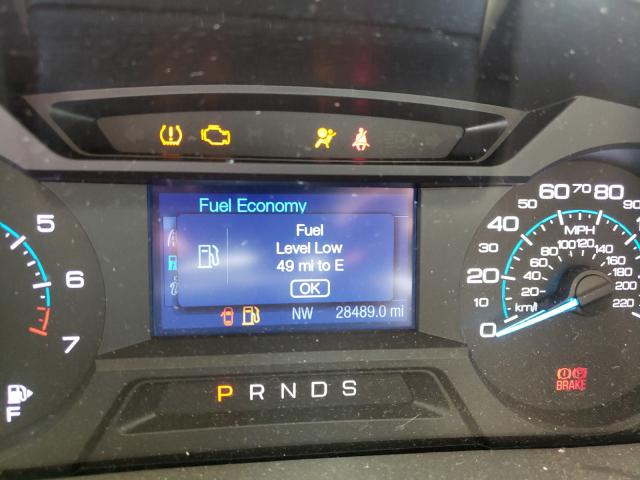 Fuel Economy
Fuel
Level Low
49 mi to E
OK
NW 28489.0 mi
P R N D S
5
6
7
F
0
10
20
30
40
50
60
70
80
90
MPH
km/h
20
40
60
80
100
120
140
160
180
200
220
BRAKE